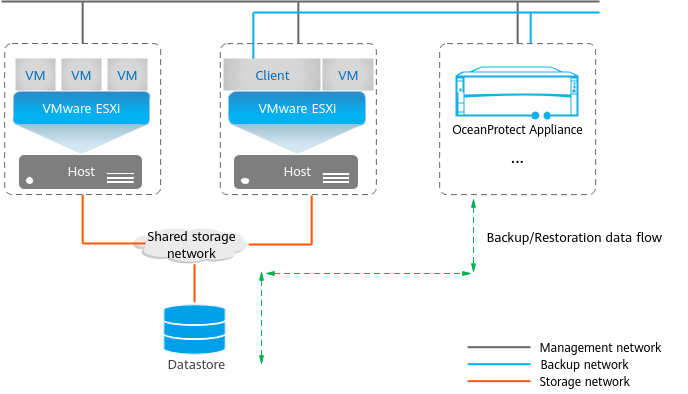 VM VM VM
VMware ESXi
Host
Client VM
VMware ESXi
Host
OceanProtect Appliance
...
Shared storage
network
Backup/Restoration data flow
Datastore
Management network
Backup network
Storage network